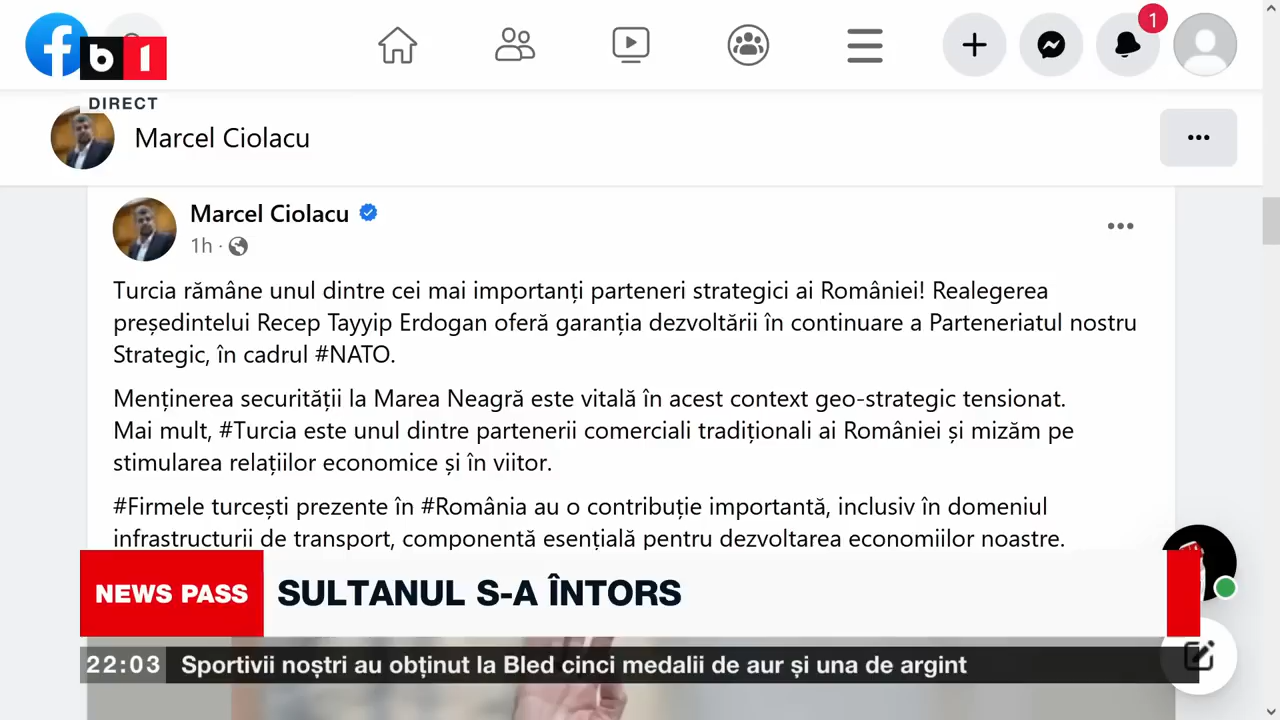 b1
1
DIRECT
Marcel Ciolacu
Marcel Ciolacu
1h ·
Turcia rămâne unul dintre cei mai importanți parteneri strategici ai României! Realegerea
președintelui Recep Tayyip Erdogan oferă garanția dezvoltării în continuare a Parteneriatul nostru
Strategic, în cadrul #NATO.
Menținerea securității la Marea Neagră este vitală în acest context geo-strategic tensionat.
Mai mult, #Turcia este unul dintre partenerii comerciali tradiționali ai României și mizăm pe
stimularea relațiilor economice și în viitor.
#Firmele turcești prezente în #România au o contribuție importantă, inclusiv în domeniul
infrastructurii de transport, componentă esențială pentru dezvoltarea economiilor noastre.
NEWS PASS SULTANUL S-A ÎNTORS
22:03 Sportivii noștri au obținut la Bled cinci medalii de aur și una de argint